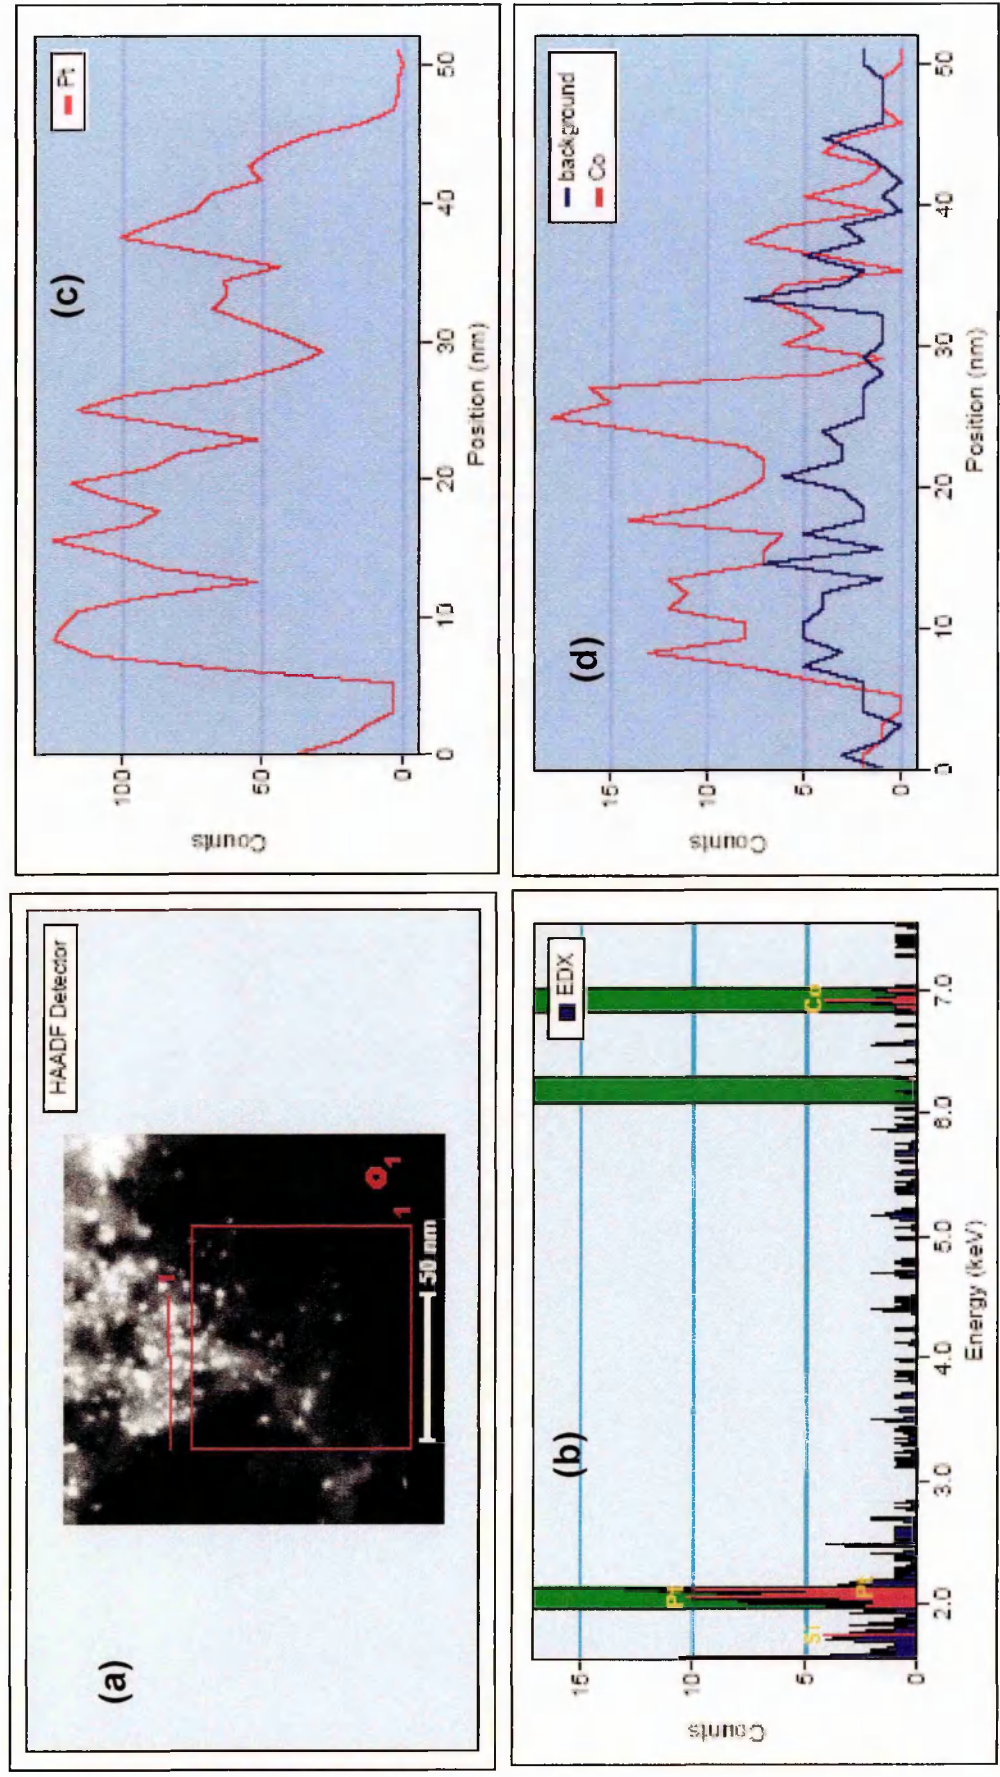 (a)
HAADF Detector
1
1
1
50 nm
(b)
EDX
Counts
15
10
5
0
Si
Pt
Pt
Co
2.0
3.0
4.0
5.0
6.0
7.0
Energy (keV)
(c)
Pt
Counts
100
50
0
0
10
20
30
40
50
Position (nm)
(d)
background
Co
Counts
15
10
5
0
0
10
20
30
40
50
Position (nm)